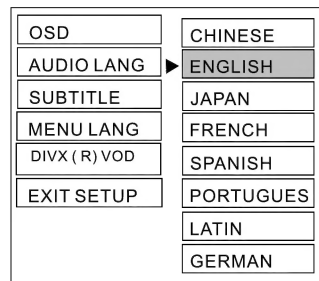 OSD
AUDIO LANG
SUBTITLE
MENU LANG
DIVX ( R ) VOD
EXIT SETUP
CHINESE
ENGLISH
JAPAN
FRENCH
SPANISH
PORTUGUES
LATIN
GERMAN